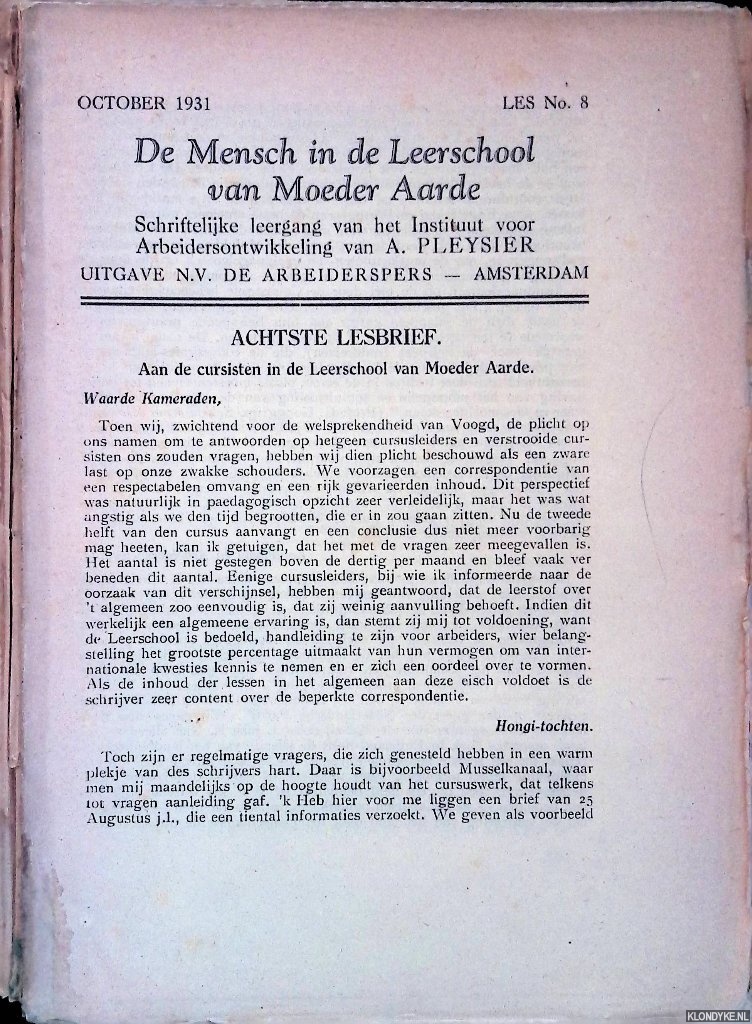 OCTOBER 1931 LES No. 8
De Mensch in de Leerschool
van Moeder Aarde
Schriftelijke leergang van het Instituut voor
Arbeidersontwikkeling van A. PLEYSIER
UITGAVE N.V. DE ARBEIDERSPERS — AMSTERDAM
ACHTSTE LESBRIEF.
Aan de cursisten in de Leerschool van Moeder Aarde.
Waarde Kameraden,
Toen wij, zwichtend voor de welsprekendheid van Voogd, de plicht op
ons namen om te antwoorden op hetgeen cursusleiders en verstrooide cur-
sisten ons zouden vragen, hebben wij dien plicht beschouwd als een zware
last op onze zwakke schouders. We voorzagen een correspondentie van
een respectabelen omvang en een rijk gevarieerden inhoud. Dit perspectief
was natuurlijk in paedagogisch opzicht zeer verleidelijk, maar het was wat
angstig als we den tijd begrootten, die er in zou gaan zitten. Nu de tweede
helft van den cursus aanvangt en een conclusie dus niet meer voorbarig
mag heeten, kan ik getuigen, dat het met de vragen zeer meegevallen is.
Het aantal is niet gestegen boven de dertig per maand en bleef vaak ver
beneden dit aantal. Eenige cursusleiders, bij wie ik informeerde naar de
oorzaak van dit verschijnsel, hebben mij geantwoord, dat de leerstof over
't algemeen zoo eenvoudig is, dat zij weinig aanvulling behoeft. Indien dit
werkelijk een algemeene ervaring is, dan stemt zij mij tot voldoening, want
de Leerschool is bedoeld, handleiding te zijn voor arbeiders, wier belang-
stelling het grootste percentage uitmaakt van hun vermogen om van inter-
nationale kwesties kennis te nemen en er zich een oordeel over te vormen.
Als de inhoud der lessen in het algemeen aan deze eisch voldoet is de
schrijver zeer content over de beperkte correspondentie.
Hongi-tochten.
Toch zijn er regelmatige vragers, die zich genesteld hebben in een warm
plekje van des schrijvers hart. Daar is bijvoorbeeld Musselkanaal, waar
men mij maandelijks op de hoogte houdt van het cursuswerk, dat telkens
tot vragen aanleiding gaf. 'k Heb hier voor me liggen een brief van 25
Augustus j.l., die een tiental informaties verzoekt. We geven als voorbeeld
KLONDYKE.NL